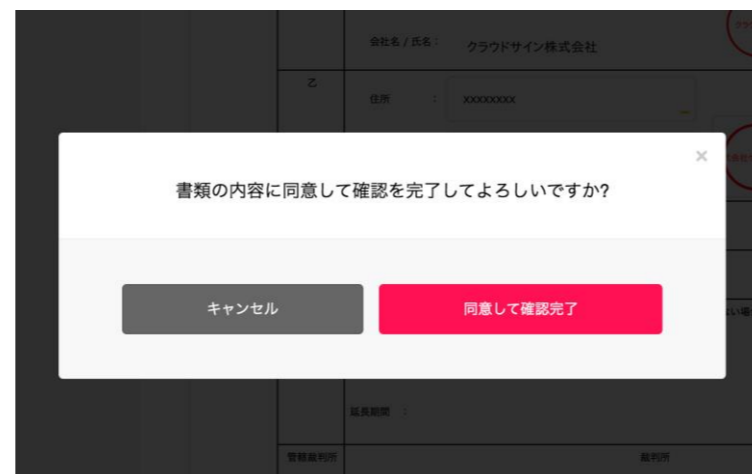 会社名 / 氏名 : クラウドサイン株式会社
乙
住所 : xxxxxxxx
×
書類の内容に同意して確認を完了してよろしいですか?
キャンセル
同意して確認完了
延長期間 :
管轄裁判所
裁判所